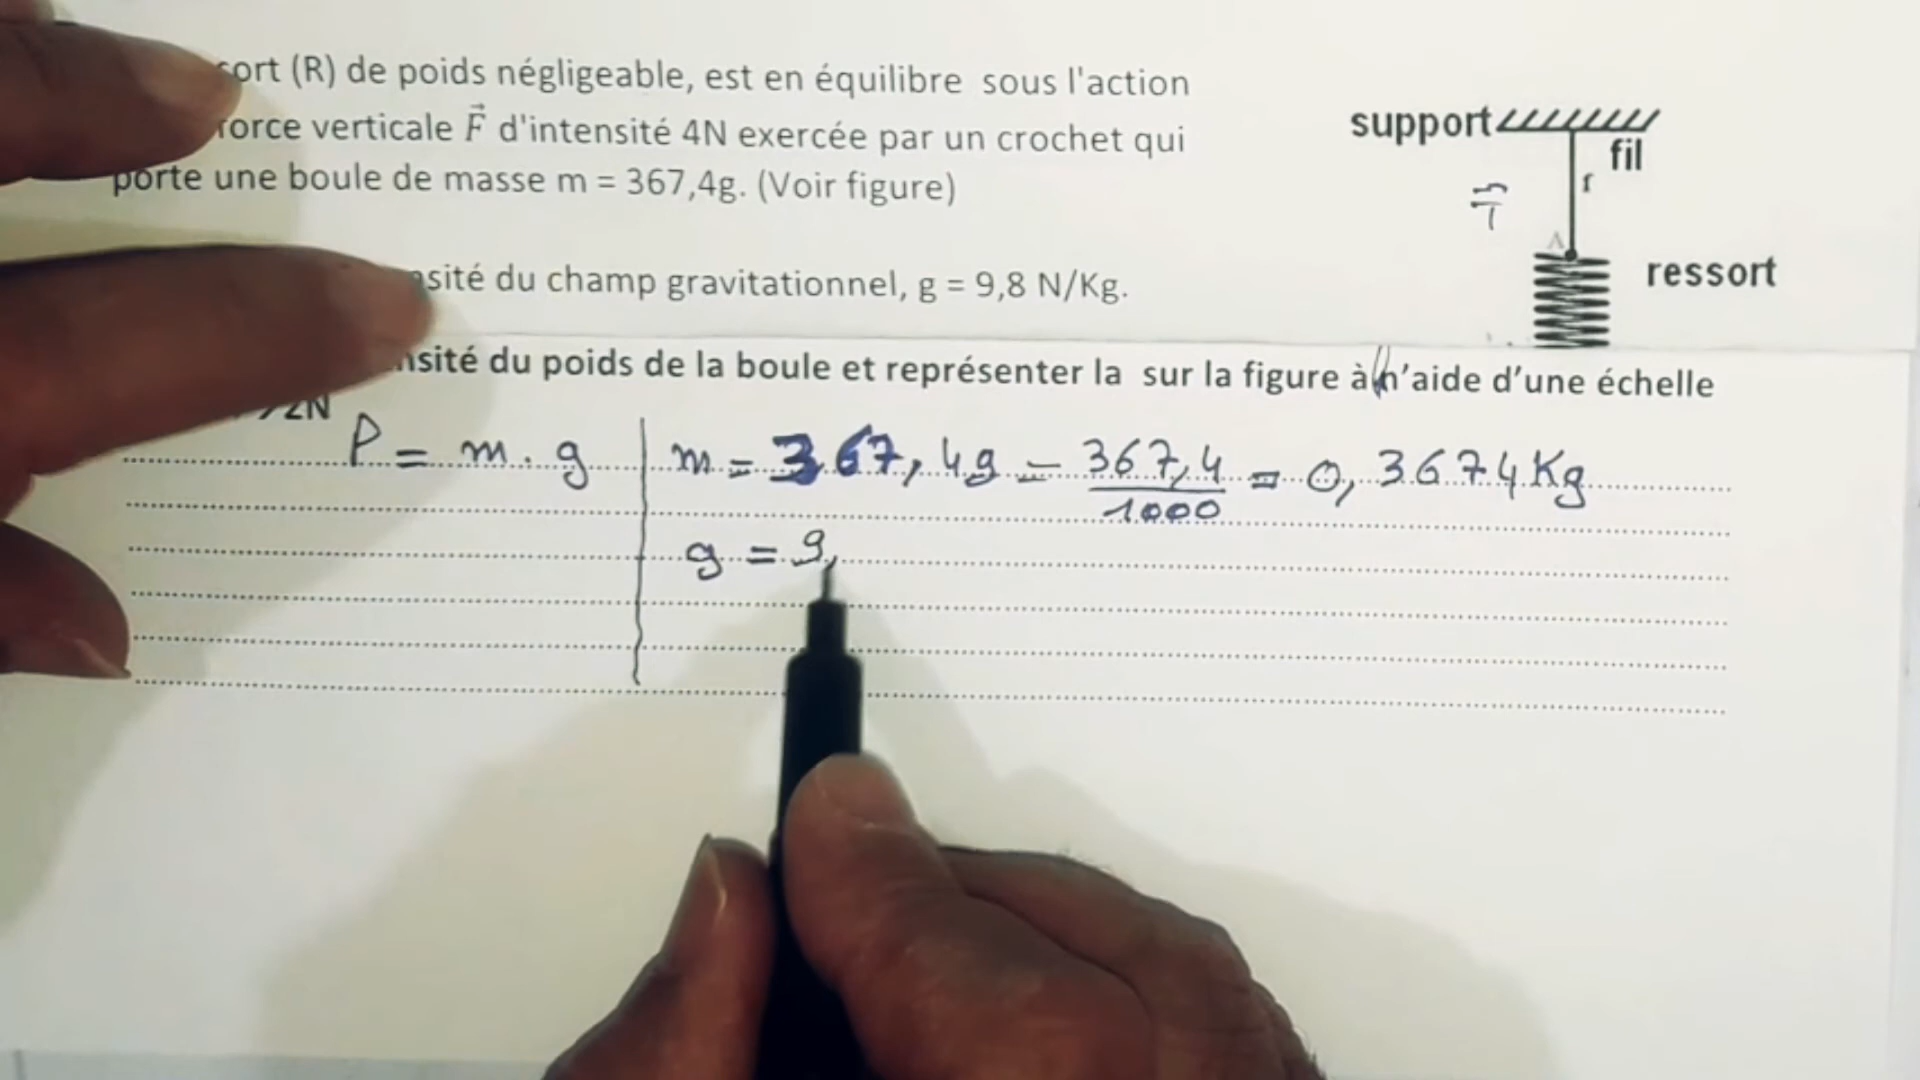 (R) de poids négligeable, est en équilibre sous l'action
force verticale F⃗ d'intensité 4N exercée par un crochet qui
porte une boule de masse m = 367,4g. (Voir figure)
du champ gravitationnel, g = 9,8 N/Kg.
du poids de la boule et représenter la sur la figure à n'aide d'une échelle
/2N
P = m . g
m = 367,4g = 367,4/1000 = 0,3674 Kg
g = 9,
support
fil
f
A
ressort